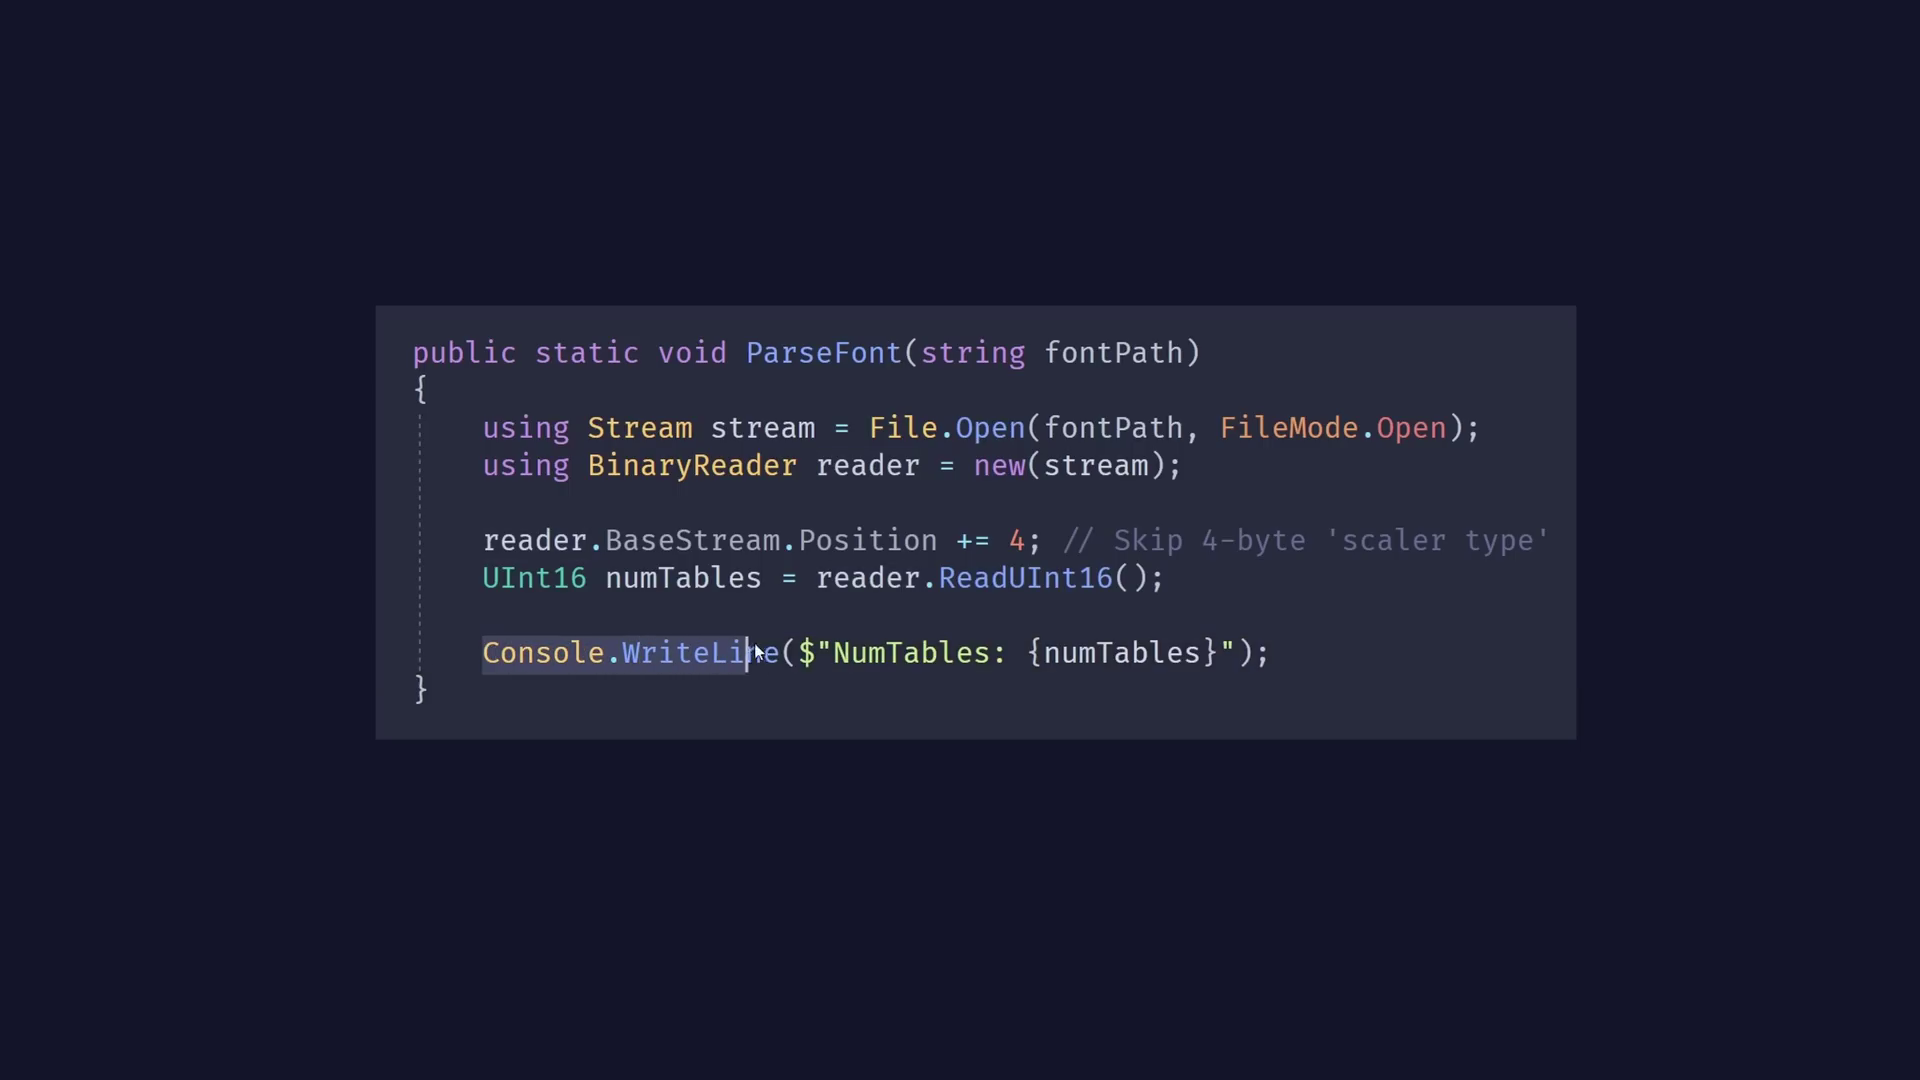 public static void ParseFont(string fontPath)
{
using Stream stream = File.Open(fontPath, FileMode.Open);
using BinaryReader reader = new(stream);
reader.BaseStream.Position += 4; // Skip 4-byte 'scaler type'
UInt16 numTables = reader.ReadUInt16();
Console.WriteLine($"NumTables: {numTables}");
}